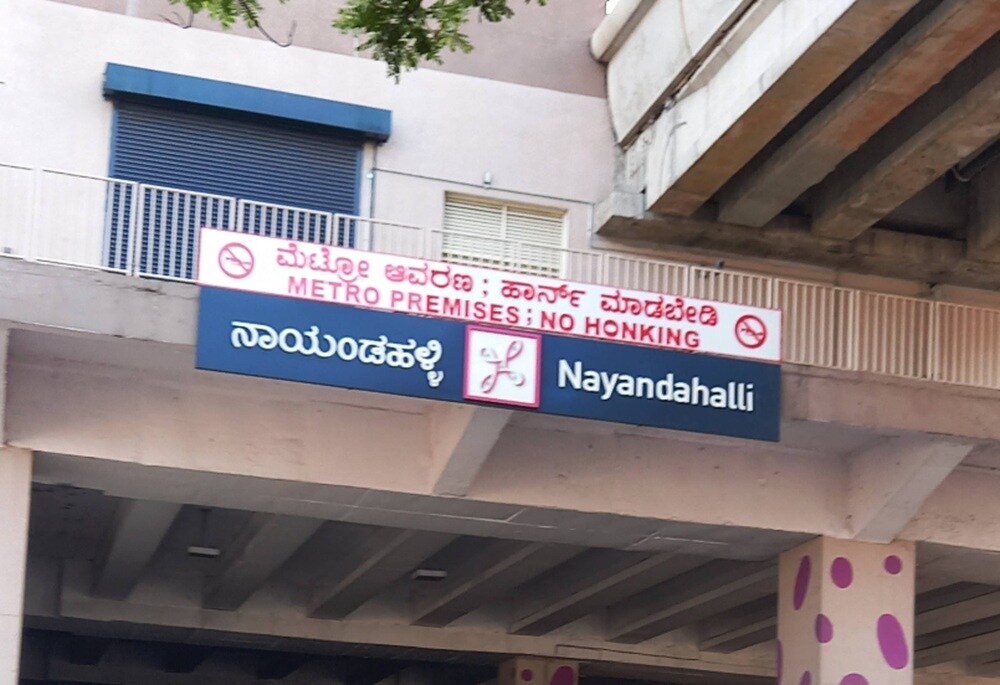 ಮೆಟ್ರೋ ಆವರಣ ; ಹಾರ್ನ್ ಮಾಡಬೇಡಿ
METRO PREMISES ; NO HONKING
ನಾಯಂಡಹಳ್ಳಿ Nayandahalli